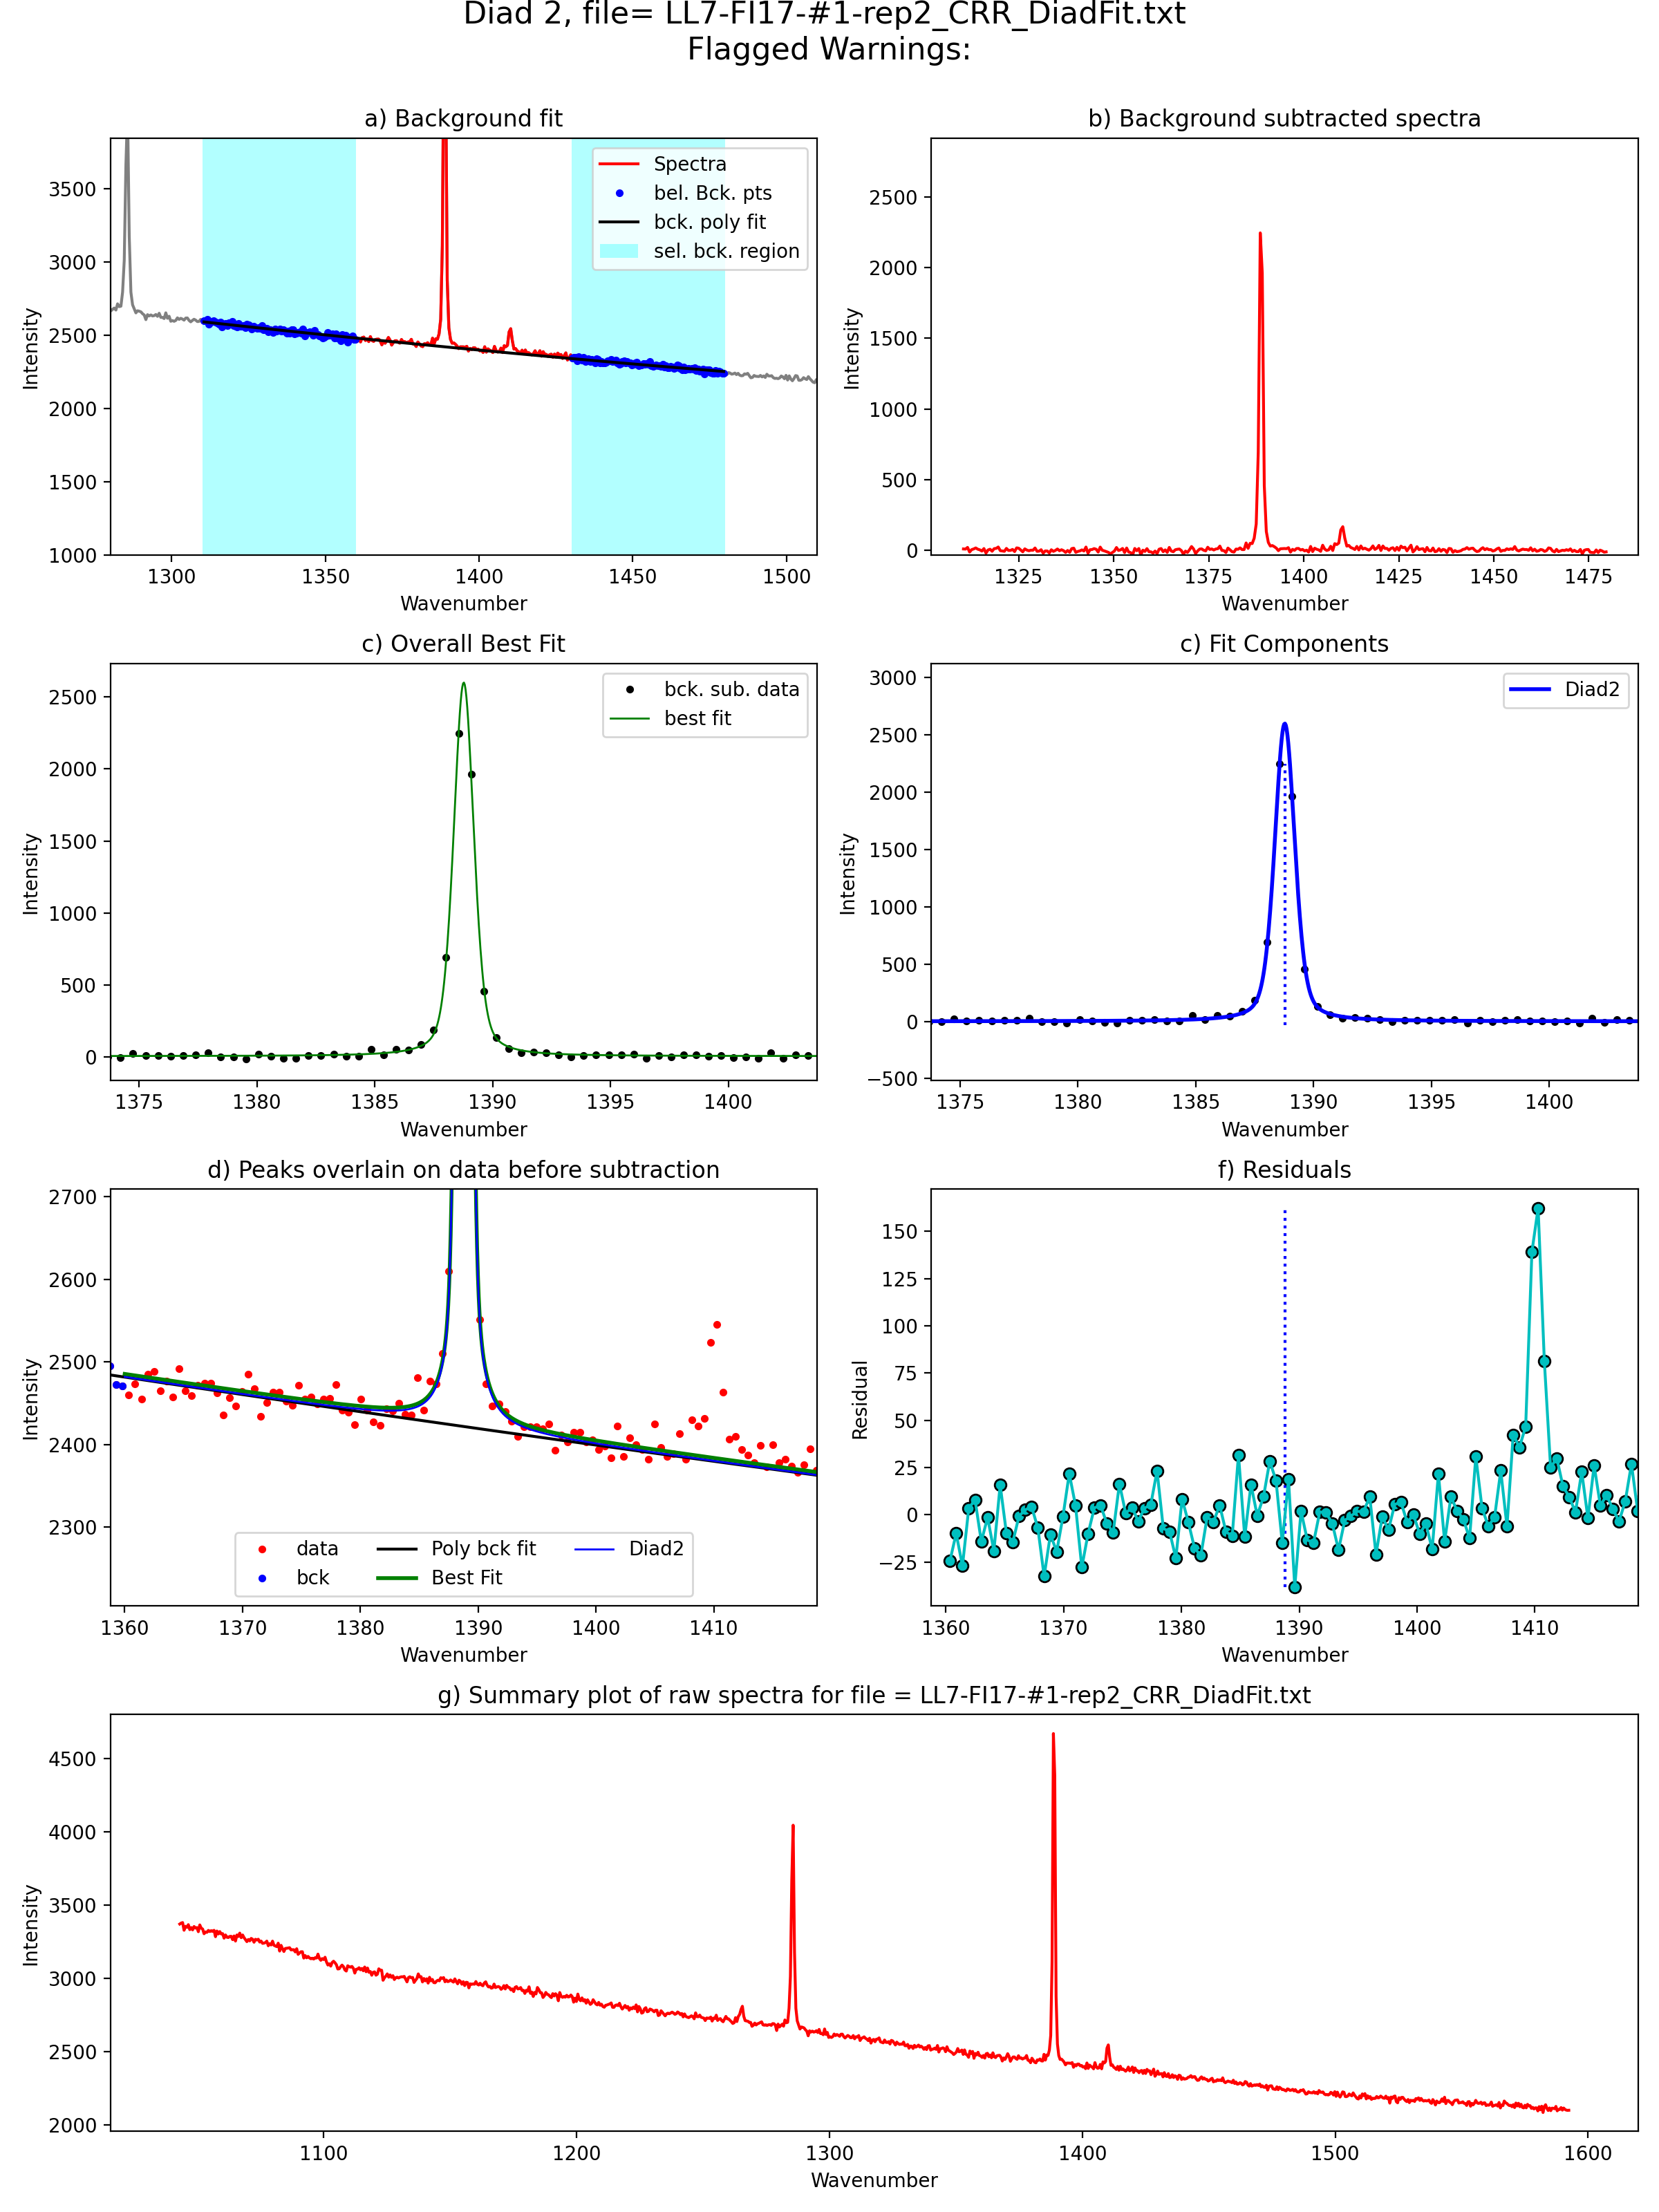 Diad 2, file= LL7-FI17-#1-rep2_CRR_DiadFit.txt
Flagged Warnings:
a) Background fit
Intensity
3500
3000
2500
2000
1500
1000
1300 1350 1400 1450 1500
Wavenumber
Spectra
bel. Bck. pts
bck. poly fit
sel. bck. region
b) Background subtracted spectra
Intensity
2500
2000
1500
1000
500
0
1325 1350 1375 1400 1425 1450 1475
Wavenumber
c) Overall Best Fit
Intensity
2500
2000
1500
1000
500
0
1375 1380 1385 1390 1395 1400
Wavenumber
bck. sub. data
best fit
c) Fit Components
Intensity
3000
2500
2000
1500
1000
500
0
−500
1375 1380 1385 1390 1395 1400
Wavenumber
Diad2
d) Peaks overlain on data before subtraction
Intensity
2700
2600
2500
2400
2300
1360 1370 1380 1390 1400 1410
Wavenumber
data Poly bck fit Diad2
bck Best Fit
f) Residuals
Residual
150
125
100
75
50
25
0
−25
1360 1370 1380 1390 1400 1410
Wavenumber
g) Summary plot of raw spectra for file = LL7-FI17-#1-rep2_CRR_DiadFit.txt
Intensity
4500
4000
3500
3000
2500
2000
1100 1200 1300 1400 1500 1600
Wavenumber